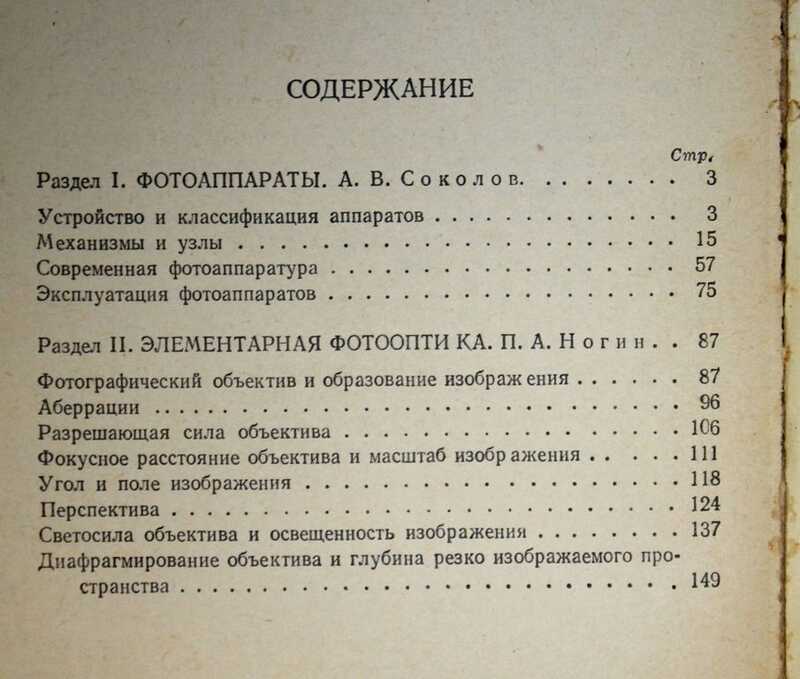 СОДЕРЖАНИЕ
Стр.
Раздел I. ФОТОАППАРАТЫ. А. В. Соколов. . . . . . . . 3
Устройство и классификация аппаратов . . . . . . . . . . . . . 3
Механизмы и узлы . . . . . . . . . . . . . . . . . . . . . . 15
Современная фотоаппаратура . . . . . . . . . . . . . . . . . 57
Эксплуатация фотоаппаратов . . . . . . . . . . . . . . . . . 75
Раздел II. ЭЛЕМЕНТАРНАЯ ФОТООПТИКА. П. А. Ногин . . 87
Фотографический объектив и образование изображения . . . . . . 87
Аберрации . . . . . . . . . . . . . . . . . . . . . . . . . 96
Разрешающая сила объектива . . . . . . . . . . . . . . . . 106
Фокусное расстояние объектива и масштаб изображения . . . . . 111
Угол и поле изображения . . . . . . . . . . . . . . . . . . 118
Перспектива . . . . . . . . . . . . . . . . . . . . . . . . 124
Светосила объектива и освещенность изображения . . . . . . . . 137
Диафрагмирование объектива и глубина резко изображаемого про-
странства . . . . . . . . . . . . . . . . . . . . . . . . 149